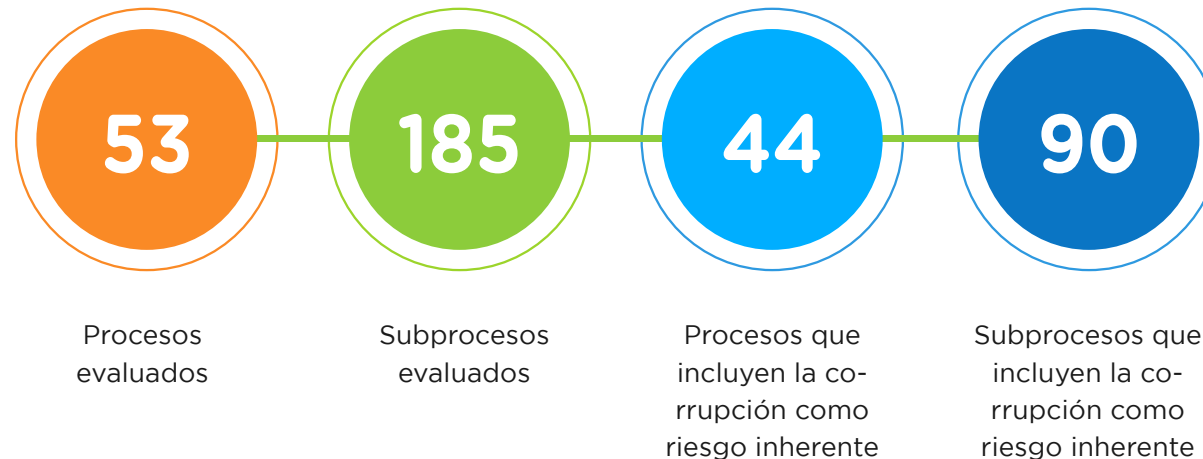 53
185
44
90
Procesos
evaluados
Subprocesos
evaluados
Procesos que
incluyen la co-
rrupción como
riesgo inherente
Subprocesos que
incluyen la co-
rrupción como
riesgo inherente